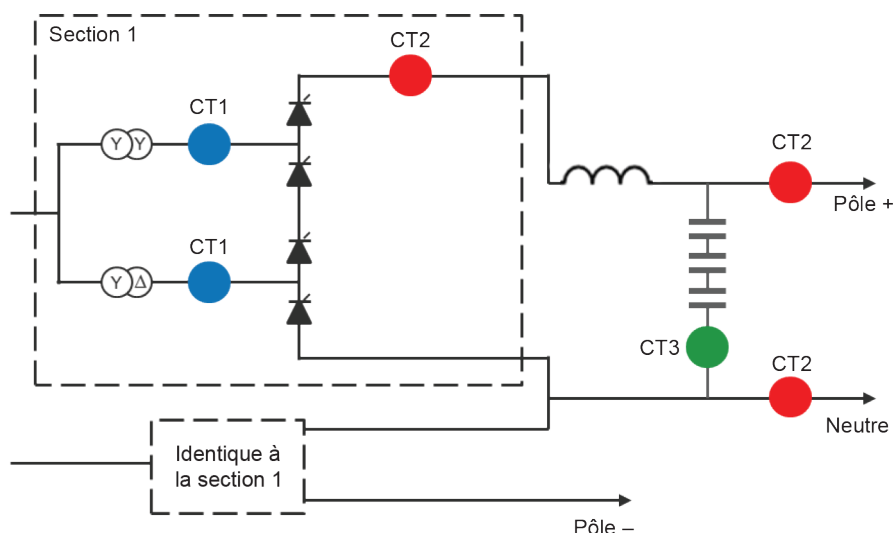 Section 1
CT2
CT1
Y Y
CT2
Pôle +
CT1
Y Δ
CT3
CT2
Neutre
Identique à
la section 1
Pôle –